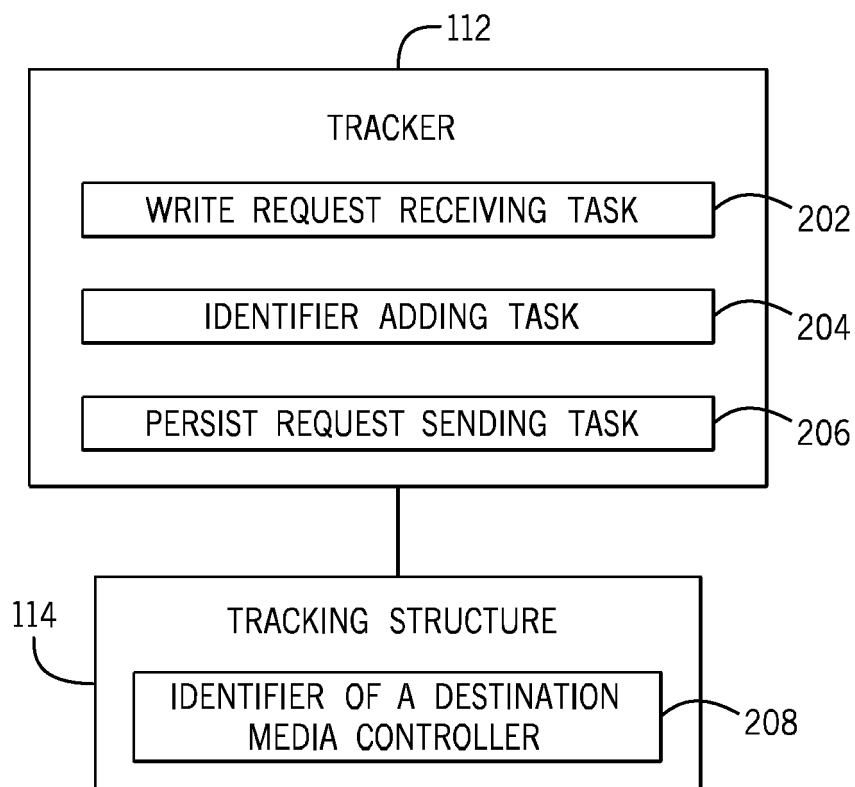 112
TRACKER
WRITE REQUEST RECEIVING TASK
202
IDENTIFIER ADDING TASK
204
PERSIST REQUEST SENDING TASK
206
114
TRACKING STRUCTURE
IDENTIFIER OF A DESTINATION
MEDIA CONTROLLER
208